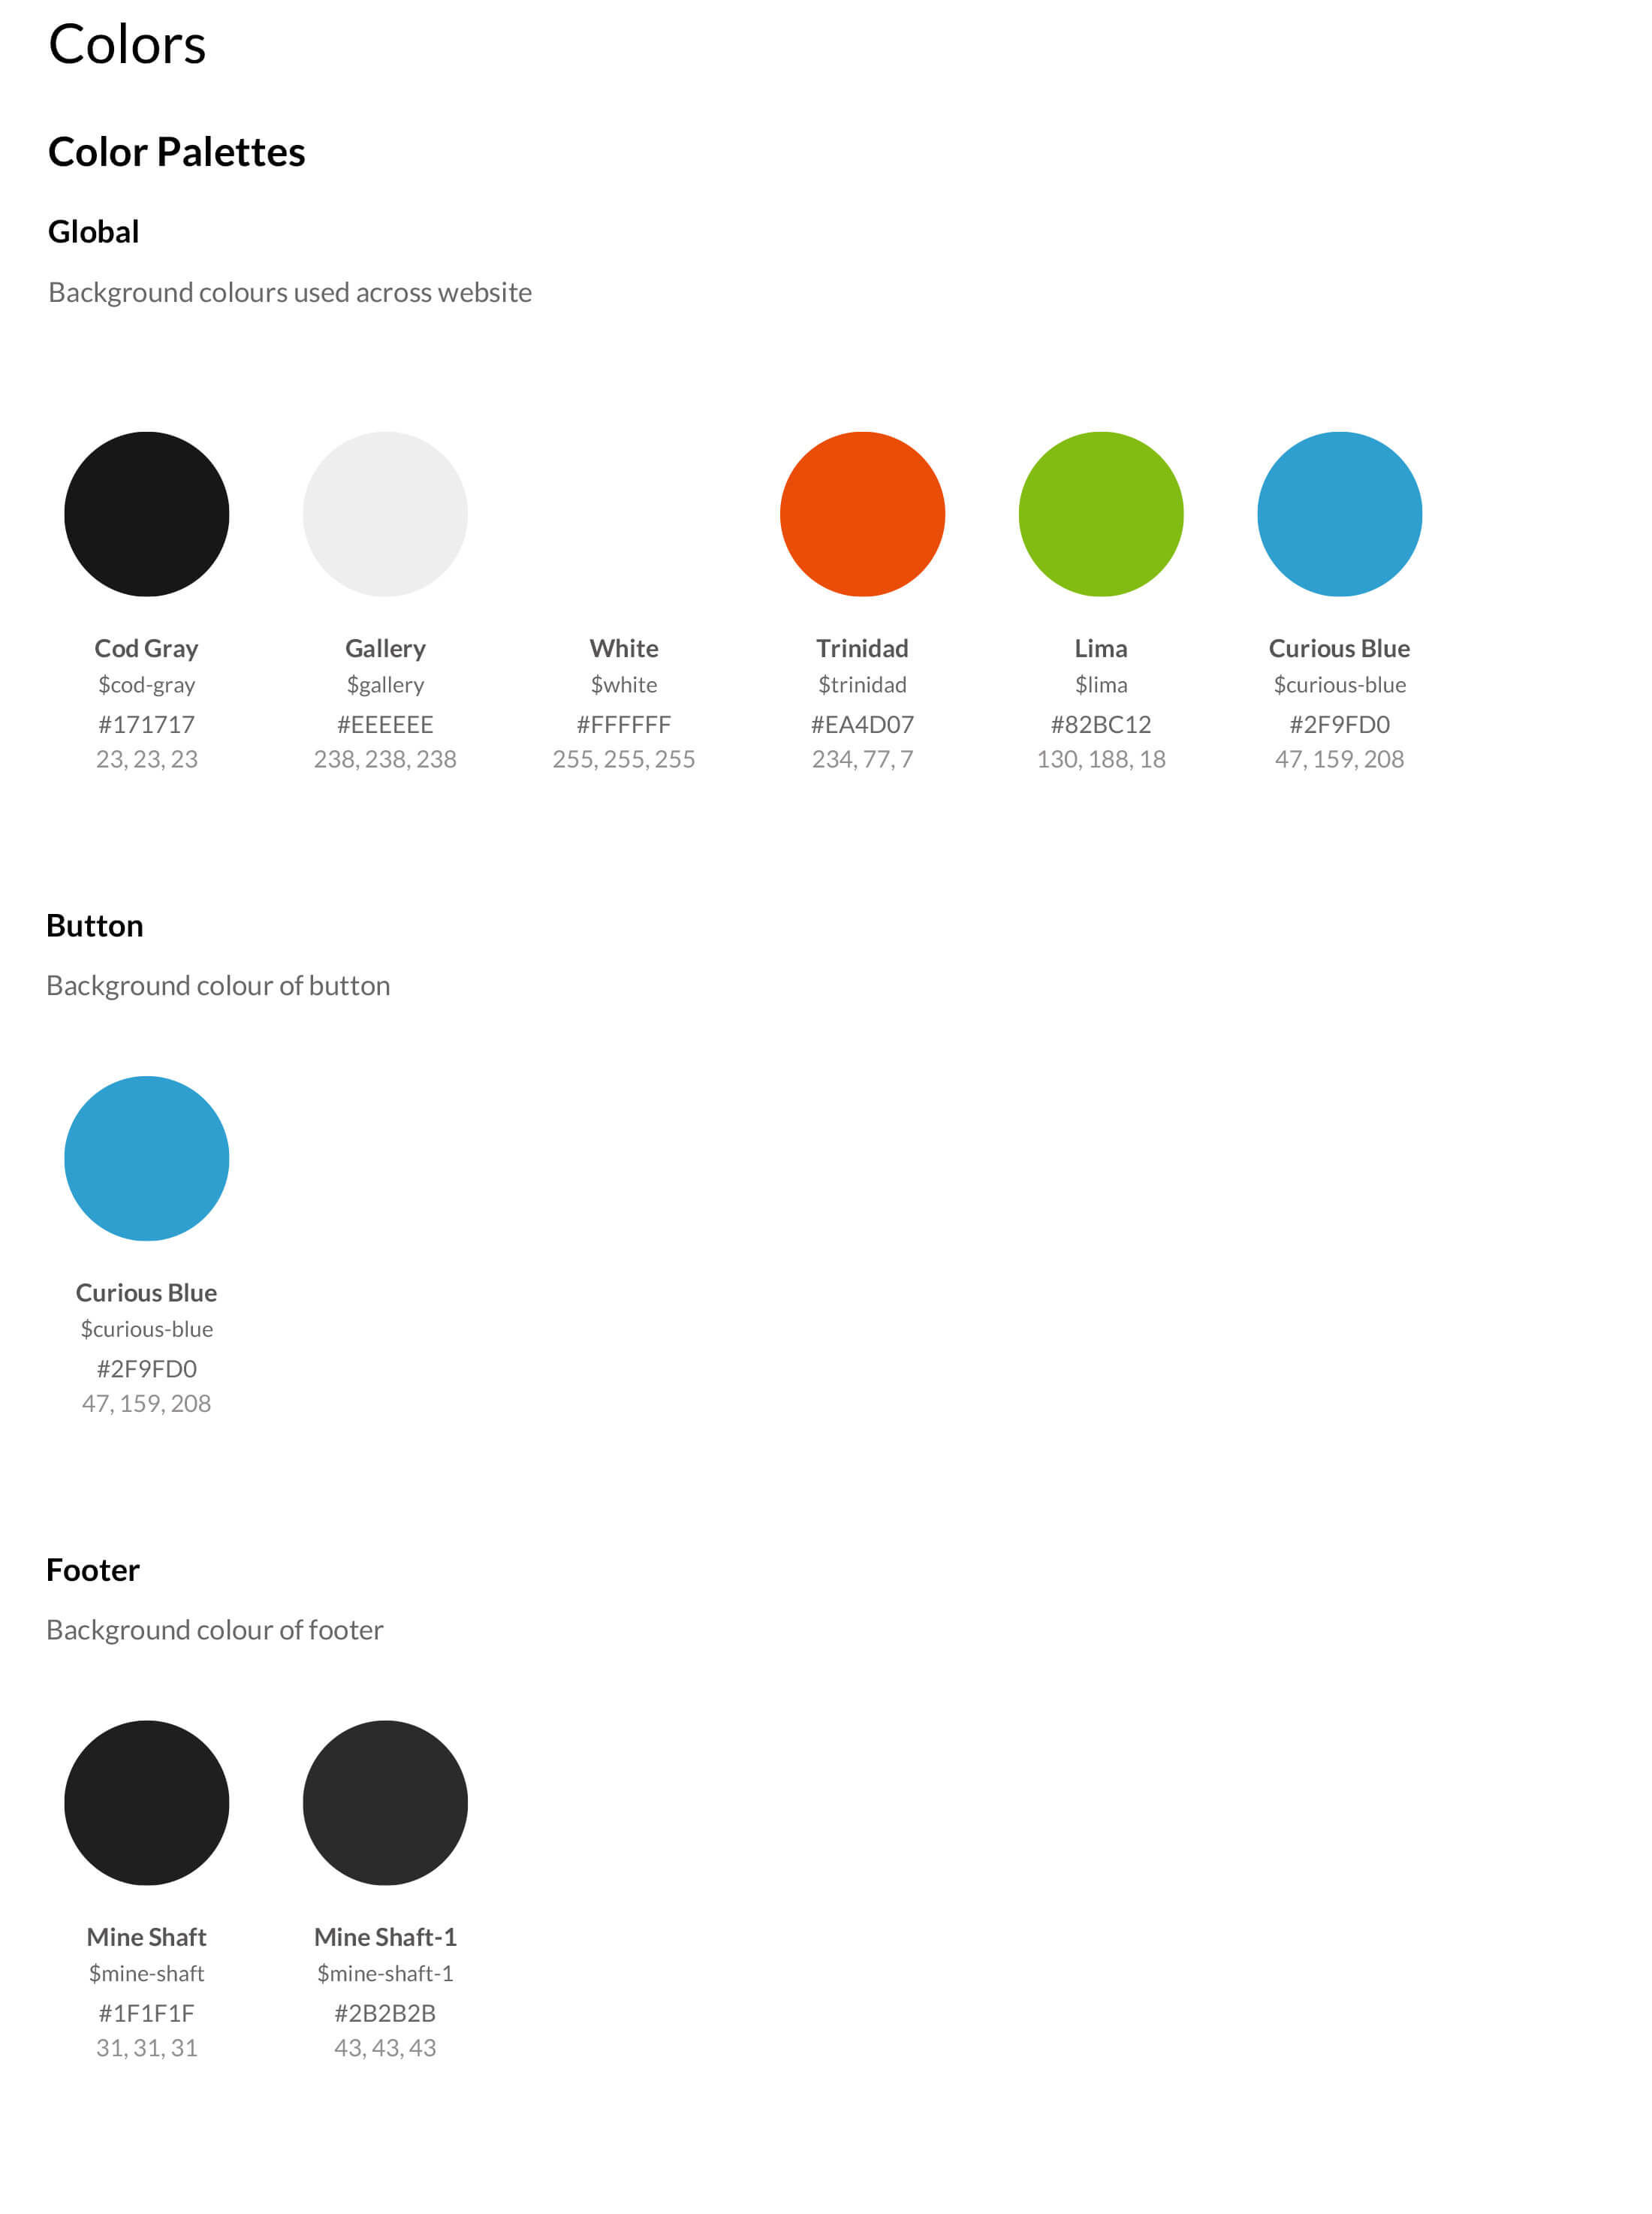 Colors
Color Palettes
Global
Background colours used across website
Cod Gray
$cod-gray
#171717
23, 23, 23
Gallery
$gallery
#EEEEEE
238, 238, 238
White
$white
#FFFFFF
255, 255, 255
Trinidad
$trinidad
#EA4D07
234, 77, 7
Lima
$lima
#82BC12
130, 188, 18
Curious Blue
$curious-blue
#2F9FD0
47, 159, 208
Button
Background colour of button
Curious Blue
$curious-blue
#2F9FD0
47, 159, 208
Footer
Background colour of footer
Mine Shaft
$mine-shaft
#1F1F1F
31, 31, 31
Mine Shaft-1
$mine-shaft-1
#2B2B2B
43, 43, 43